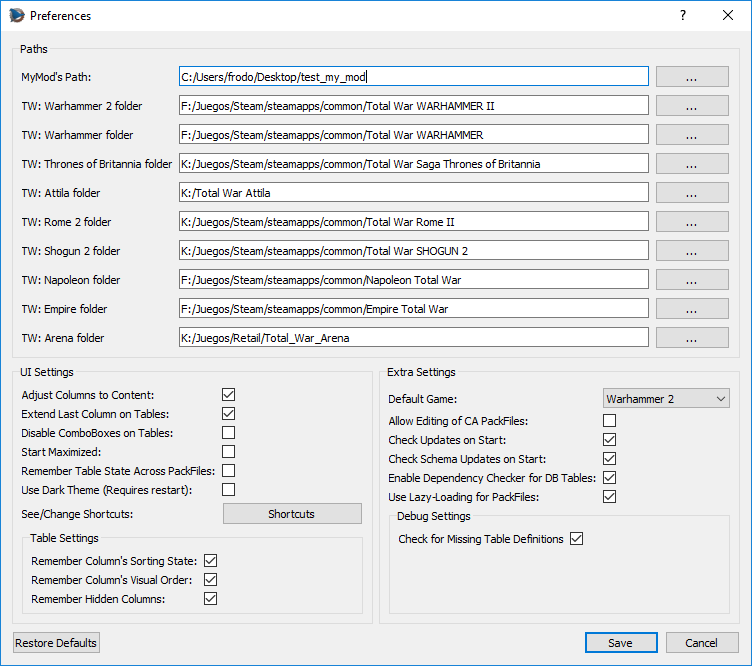 Preferences
?
Paths
MyMod's Path: C:/Users/frodo/Desktop/test_my_mod ...
TW: Warhammer 2 folder F:/Juegos/Steam/steamapps/common/Total War WARHAMMER II ...
TW: Warhammer folder F:/Juegos/Steam/steamapps/common/Total War WARHAMMER ...
TW: Thrones of Britannia folder K:/Juegos/Steam/steamapps/common/Total War Saga Thrones of Britannia ...
TW: Attila folder K:/Total War Attila ...
TW: Rome 2 folder K:/Juegos/Steam/steamapps/common/Total War Rome II ...
TW: Shogun 2 folder K:/Juegos/Steam/steamapps/common/Total War SHOGUN 2 ...
TW: Napoleon folder F:/Juegos/Steam/steamapps/common/Napoleon Total War ...
TW: Empire folder F:/Juegos/Steam/steamapps/common/Empire Total War ...
TW: Arena folder K:/Juegos/Retail/Total_War_Arena ...
UI Settings
Adjust Columns to Content:
Extend Last Column on Tables:
Disable ComboBoxes on Tables:
Start Maximized:
Remember Table State Across PackFiles:
Use Dark Theme (Requires restart):
See/Change Shortcuts: Shortcuts
Table Settings
Remember Column's Sorting State:
Remember Column's Visual Order:
Remember Hidden Columns:
Extra Settings
Default Game: Warhammer 2
Allow Editing of CA PackFiles:
Check Updates on Start:
Check Schema Updates on Start:
Enable Dependency Checker for DB Tables:
Use Lazy-Loading for PackFiles:
Debug Settings
Check for Missing Table Definitions
Restore Defaults Save Cancel